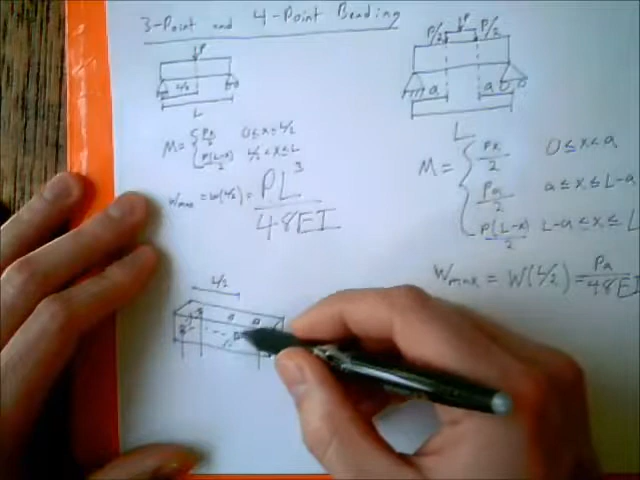 3-Point and 4-Point Bending
P
L/2
L
M = { Px/2 0≤x≤L/2
P(L-x)/2 L/2<x≤L
Wmax = W(L/2) = PL³/48EI
P/2 P P/2
a a
L
M = { Px/2 0≤x<a
Pa/2 a≤x≤L-a
P(L-x)/2 L-a≤x≤L
Wmax = W(L/2) = Pa/48EI
L/2